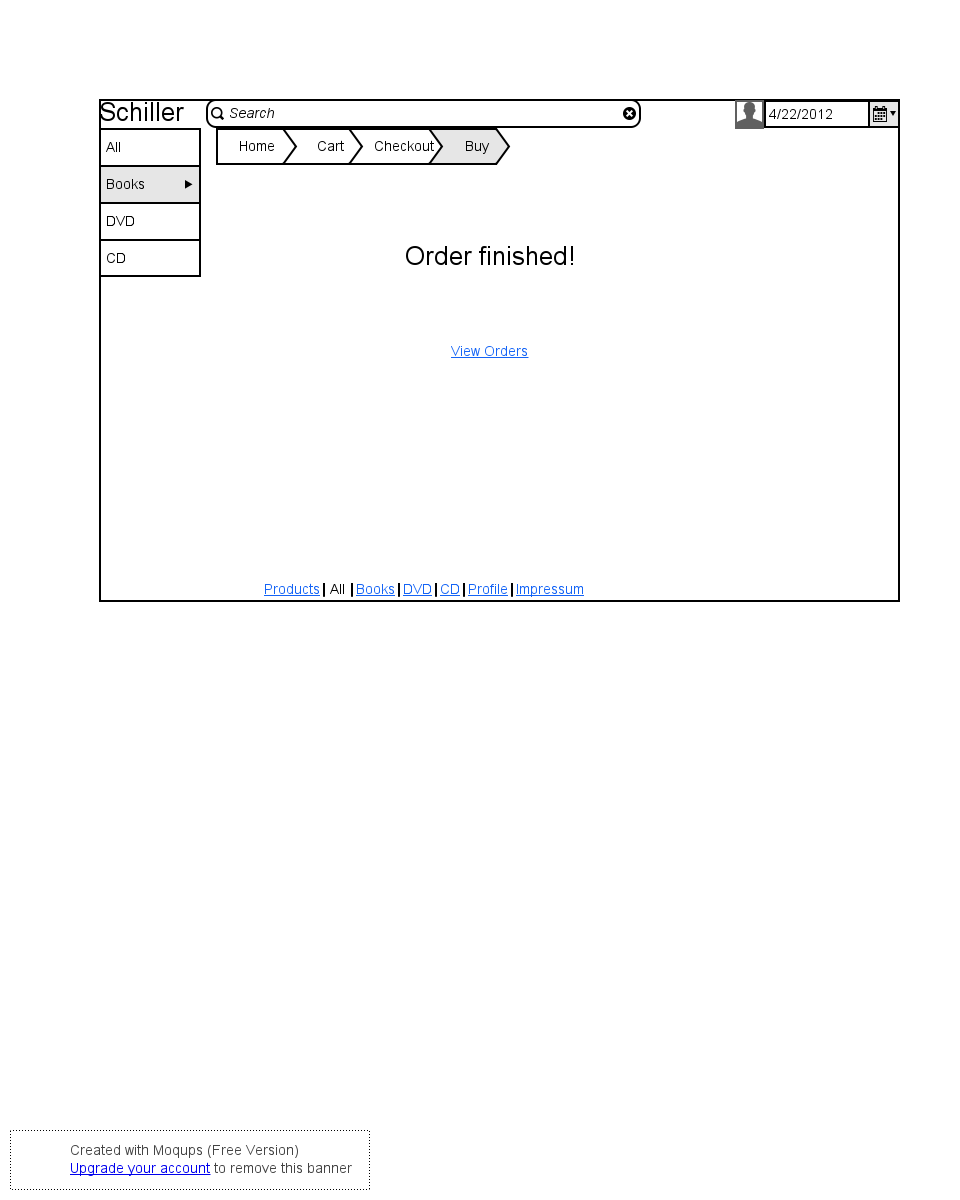 Schiller
Search
4/22/2012
Home Cart Checkout Buy
All
Books
DVD
CD
Order finished!
View Orders
Products | All | Books | DVD | CD | Profile | Impressum
Created with Moqups (Free Version)
Upgrade your account to remove this banner